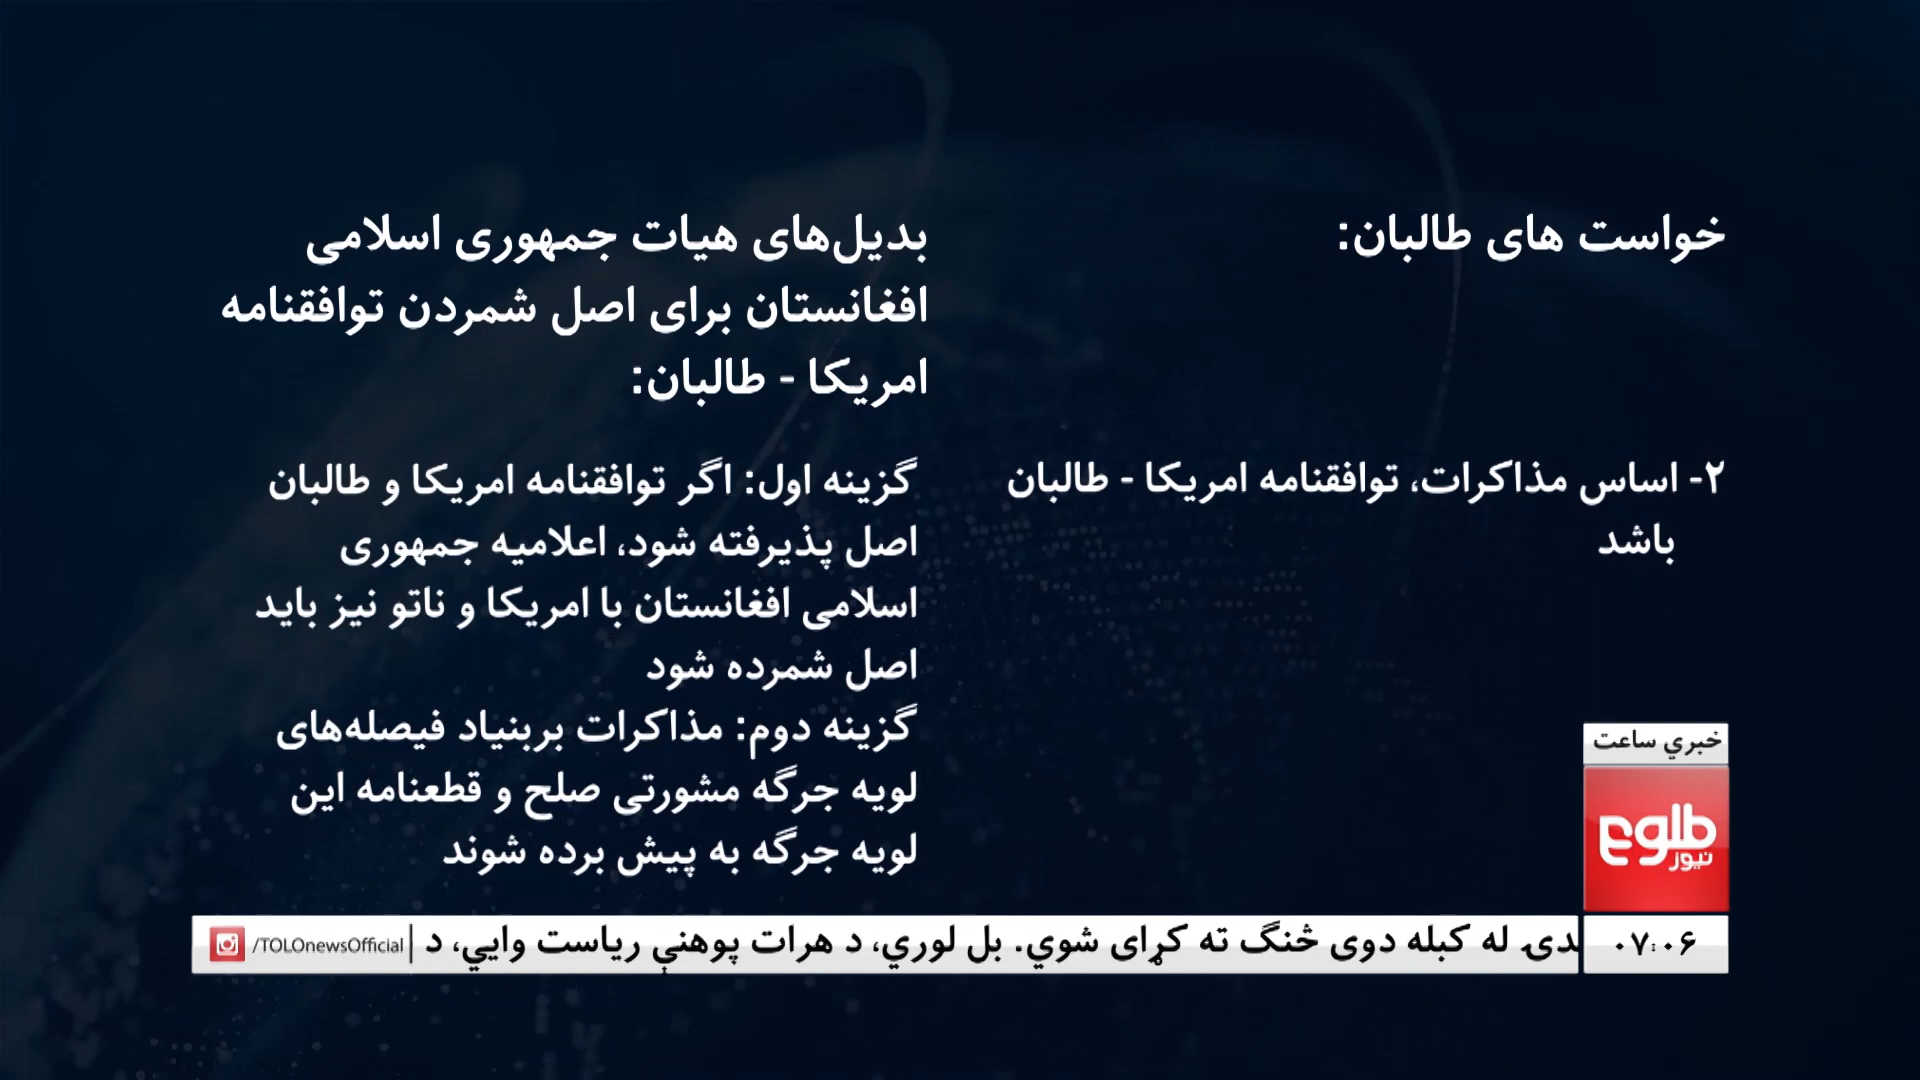 خواست های طالبان:
۲- اساس مذاکرات، توافقنامه امریکا - طالبان
باشد
بدیل‌های هیات جمهوری اسلامی
افغانستان برای اصل شمردن توافقنامه
امریکا - طالبان:
گزینه اول: اگر توافقنامه امریکا و طالبان
اصل پذیرفته شود، اعلامیه جمهوری
اسلامی افغانستان با امریکا و ناتو نیز باید
اصل شمرده شود
گزینه دوم: مذاکرات بربنیاد فیصله‌های
لویه جرگه مشورتی صلح و قطعنامه این
لویه جرگه به پیش برده شوند
خبري ساعت
طلوع
نیوز
له کبله دوی څنګ ته کړای شوي. بل لوري، د هرات پوهنې ریاست وايي، د
/TOLOnewsOfficial
۰۷:۰۶